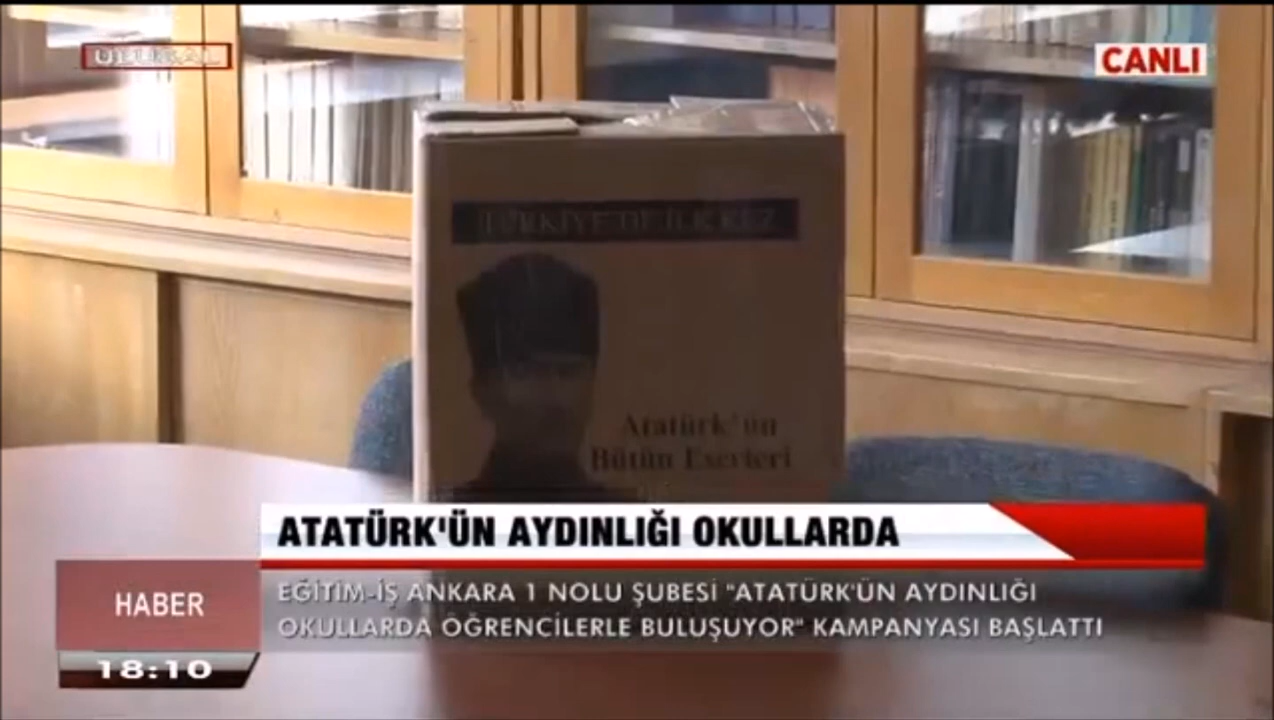 ULUSAL
CANLI
TÜRKİYE'DE İLK KEZ
Atatürk'ün
Bütün Eserleri
ATATÜRK'ÜN AYDINLIĞI OKULLARDA
HABER
EĞİTİM-İŞ ANKARA 1 NOLU ŞUBESİ "ATATÜRK'ÜN AYDINLIĞI
OKULLARDA ÖĞRENCİLERLE BULUŞUYOR" KAMPANYASI BAŞLATTI
18:10